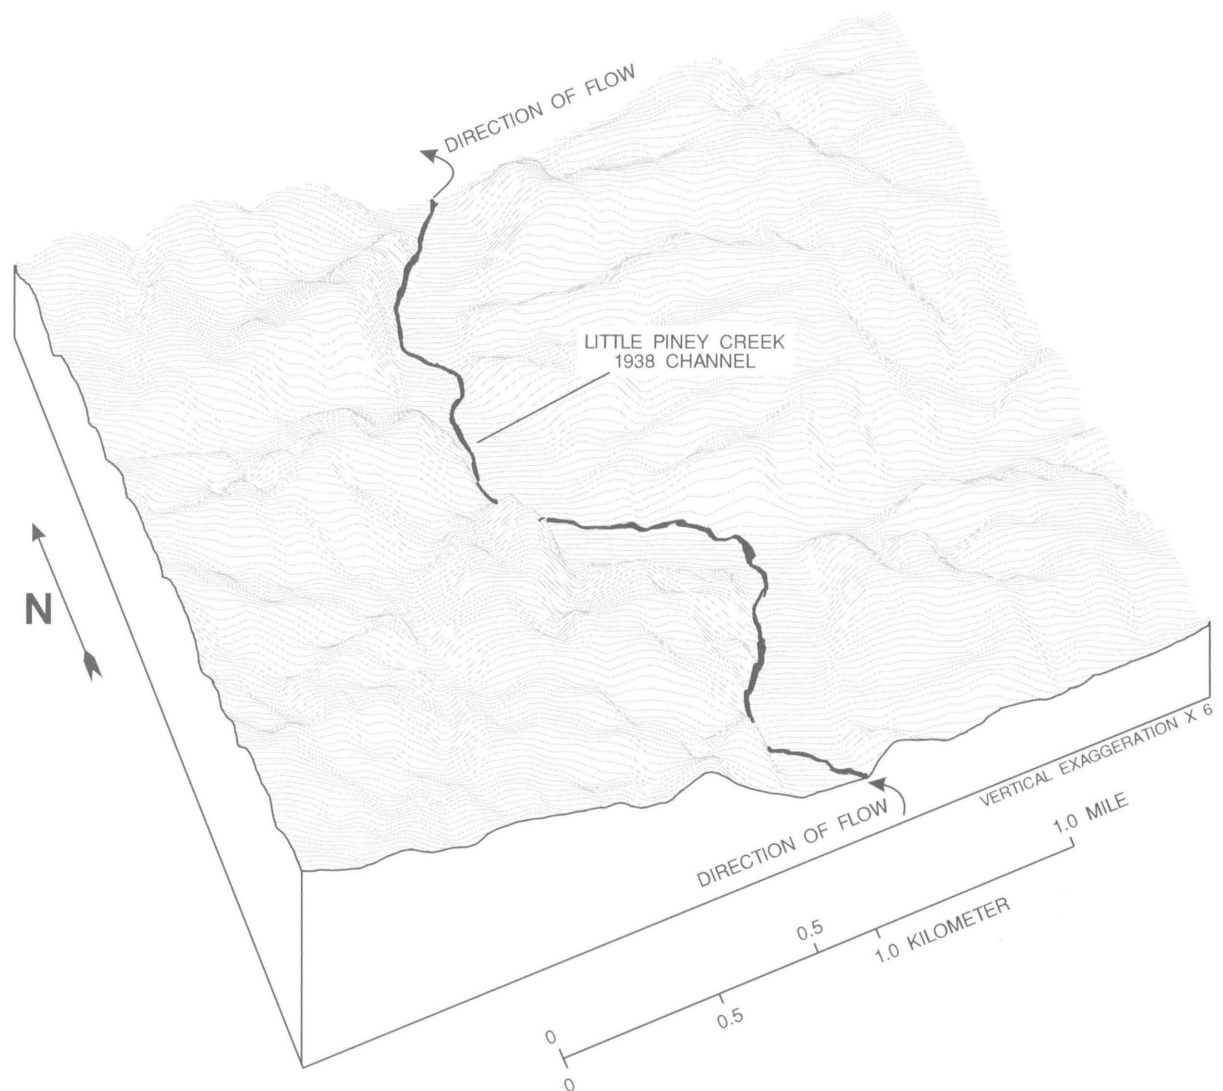 DIRECTION OF FLOW
LITTLE PINEY CREEK
1938 CHANNEL
N
VERTICAL EXAGGERATION X 6
DIRECTION OF FLOW
1.0 MILE
0.5
1.0 KILOMETER
0
0.5
0